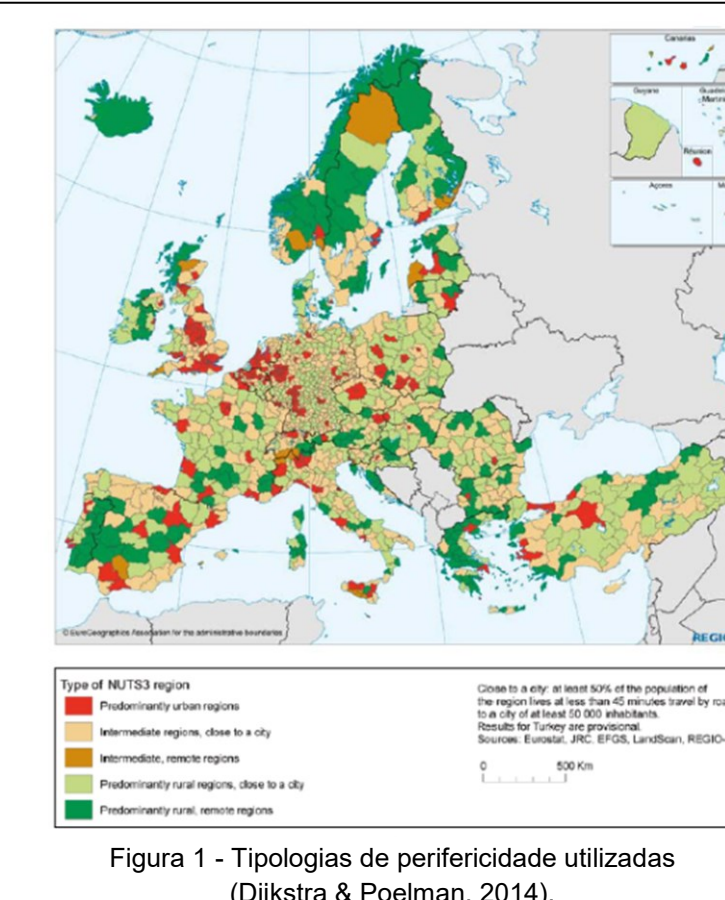 Canarias
Guyane
Réunion
Açores
© EuroGeographics Association for the administrative boundaries
REGIO
Type of NUTS3 region
Predominantly urban regions
Intermediate regions, close to a city
Intermediate, remote regions
Predominantly rural regions, close to a city
Predominantly rural, remote regions
Close to a city: at least 50% of the population of
the region lives at less than 45 minutes travel by roa
to a city of at least 50 000 inhabitants.
Results for Turkey are provisional.
Sources: Eurostat, JRC, EFGS, LandScan, REGIO-
0 500 Km
Figura 1 - Tipologias de perifericidade utilizadas
(Dijkstra & Poelman, 2014).